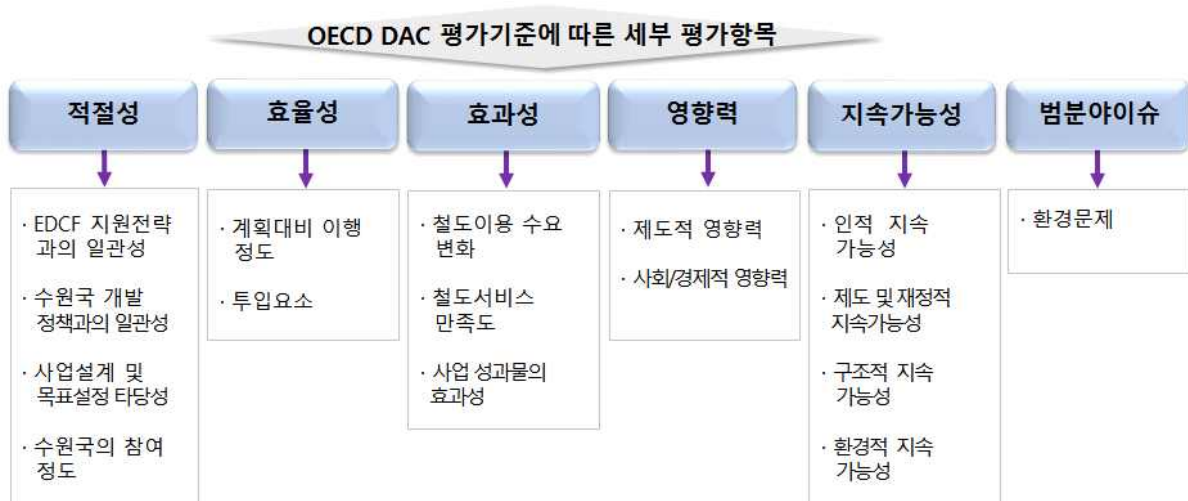 OECD DAC 평가기준에 따른 세부 평가항목
적절성
· EDCF 지원전략
과의 일관성
· 수원국 개발
정책과의 일관성
· 사업설계 및
목표설정 타당성
· 수원국의 참여
정도
효율성
· 계획대비 이행
정도
· 투입요소
효과성
· 철도이용 수요
변화
· 철도서비스
만족도
· 사업 성과물의
효과성
영향력
· 제도적 영향력
· 사회/경제적 영향력
지속가능성
· 인적 지속
가능성
· 제도 및 재정적
지속가능성
· 구조적 지속
가능성
· 환경적 지속
가능성
범분야이슈
· 환경문제